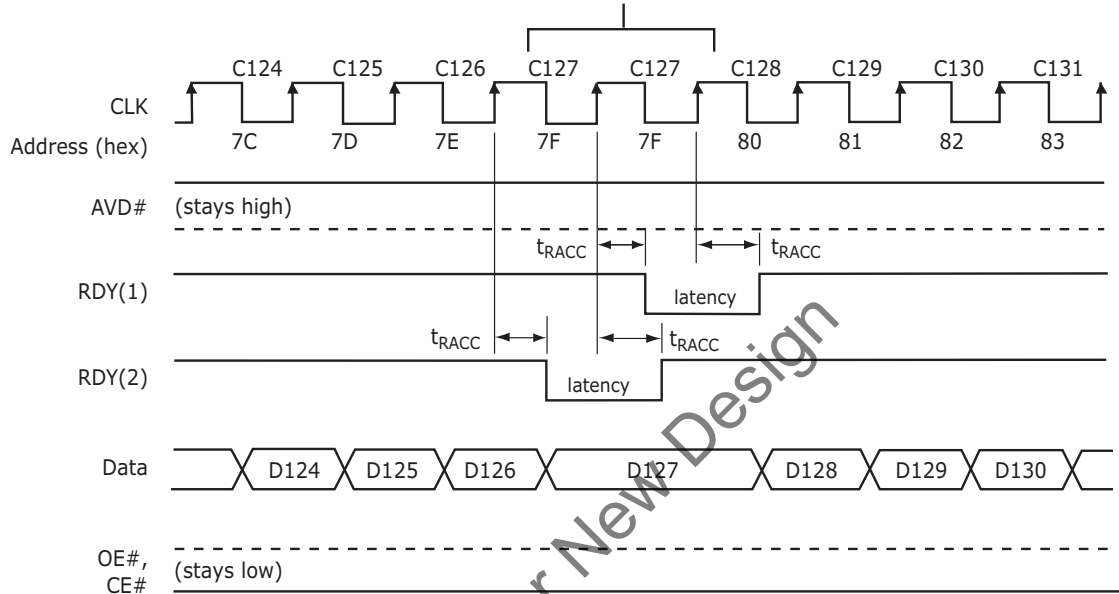 C124 C125 C126 C127 C127 C128 C129 C130 C131
CLK
Address (hex) 7C 7D 7E 7F 7F 80 81 82 83
AVD# (stays high)
tRACC tRACC
RDY(1) latency
tRACC tRACC
RDY(2) latency
Data D124 D125 D126 D127 D128 D129 D130
OE#,
CE# (stays low)
r New Design